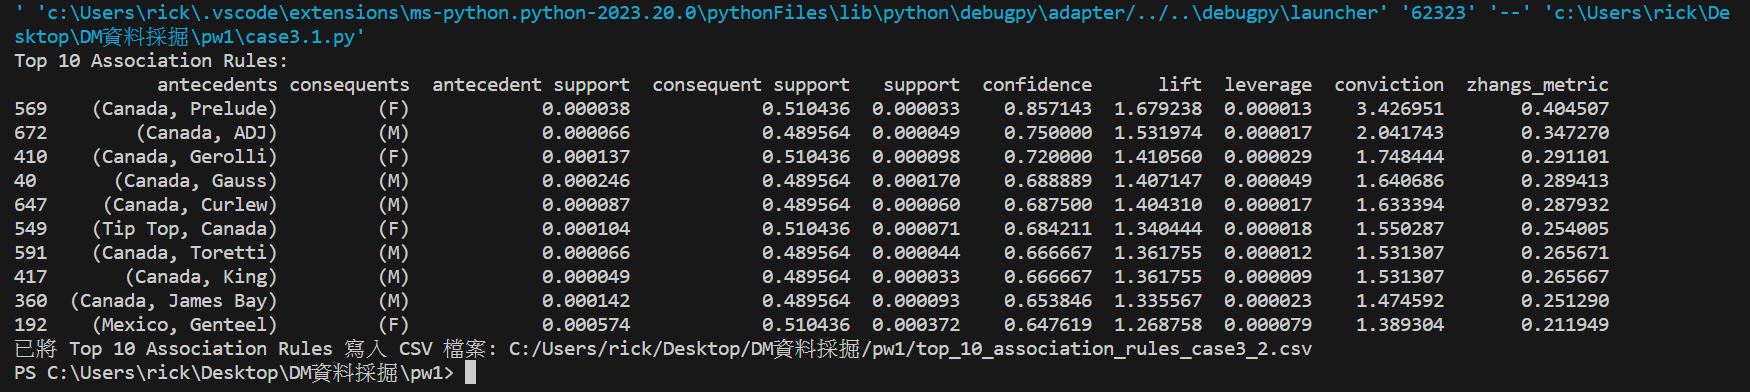 ' 'c:\Users\rick\.vscode\extensions\ms-python.python-2023.20.0\pythonFiles\lib\python\debugpy\adapter/../..\debugpy\launcher' '62323' '--' 'c:\Users\rick\De
sktop\DM資料採掘\pw1\case3.1.py'
Top 10 Association Rules:
antecedents consequents antecedent support consequent support support confidence lift leverage conviction zhangs_metric
569 (Canada, Prelude) (F) 0.000038 0.510436 0.000033 0.857143 1.679238 0.000013 3.426951 0.404507
672 (Canada, ADJ) (M) 0.000066 0.489564 0.000049 0.750000 1.531974 0.000017 2.041743 0.347270
410 (Canada, Gerolli) (F) 0.000137 0.510436 0.000098 0.720000 1.410560 0.000029 1.748444 0.291101
40 (Canada, Gauss) (M) 0.000246 0.489564 0.000170 0.688889 1.407147 0.000049 1.640686 0.289413
647 (Canada, Curlew) (M) 0.000087 0.489564 0.000060 0.687500 1.404310 0.000017 1.633394 0.287932
549 (Tip Top, Canada) (F) 0.000104 0.510436 0.000071 0.684211 1.340444 0.000018 1.550287 0.254005
591 (Canada, Toretti) (M) 0.000066 0.489564 0.000044 0.666667 1.361755 0.000012 1.531307 0.265671
417 (Canada, King) (M) 0.000049 0.489564 0.000033 0.666667 1.361755 0.000009 1.531307 0.265667
360 (Canada, James Bay) (M) 0.000142 0.489564 0.000093 0.653846 1.335567 0.000023 1.474592 0.251290
192 (Mexico, Genteel) (F) 0.000574 0.510436 0.000372 0.647619 1.268758 0.000079 1.389304 0.211949
已將 Top 10 Association Rules 寫入 CSV 檔案: C:/Users/rick/Desktop/DM資料採掘/pw1/top_10_association_rules_case3_2.csv
PS C:\Users\rick\Desktop\DM資料採掘\pw1>